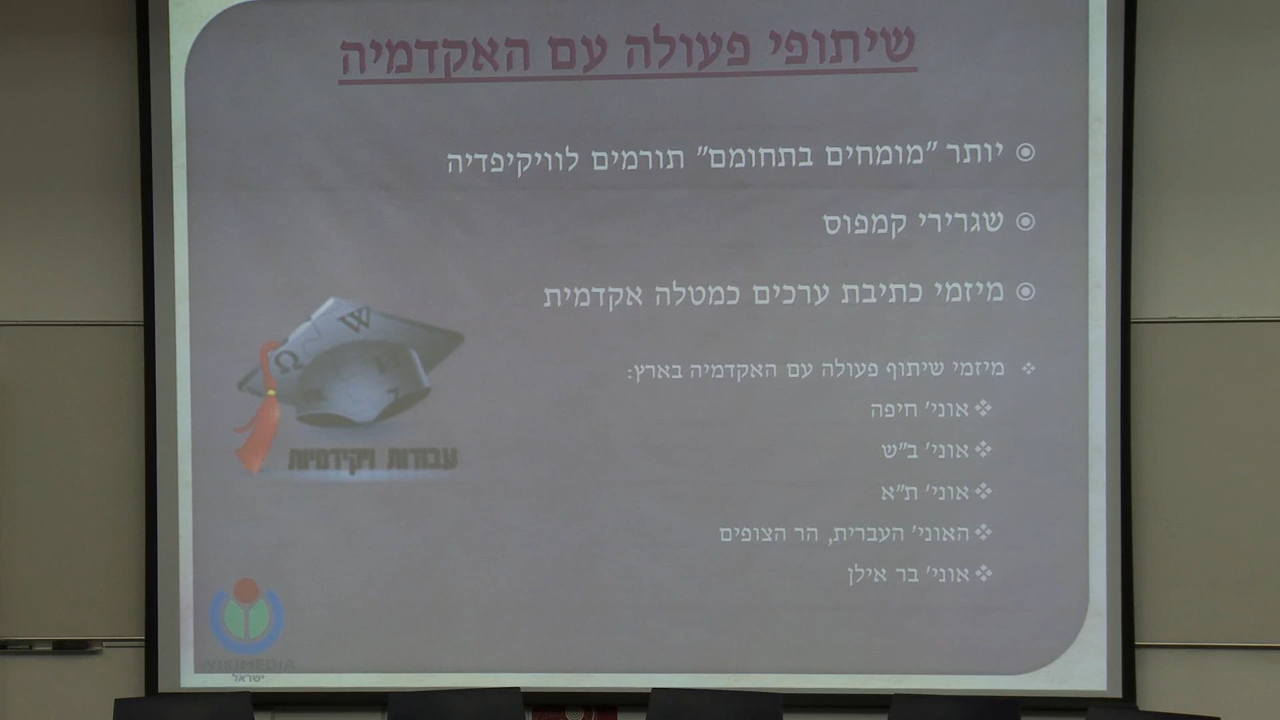 שיתופי פעולה עם האקדמיה
יותר "מומחים בתחומם" תורמים לוויקיפדיה
שגרירי קמפוס
מיזמי כתיבת ערכים כמטלה אקדמית
מיזמי שיתוף פעולה עם האקדמיה בארץ:
אוני' חיפה
אוני' ב"ש
אוני' ת"א
האוני' העברית, הר הצופים
אוני' בר אילן
W
Ω
עבודות ויקידמיות
WIKIMEDIA
ישראל